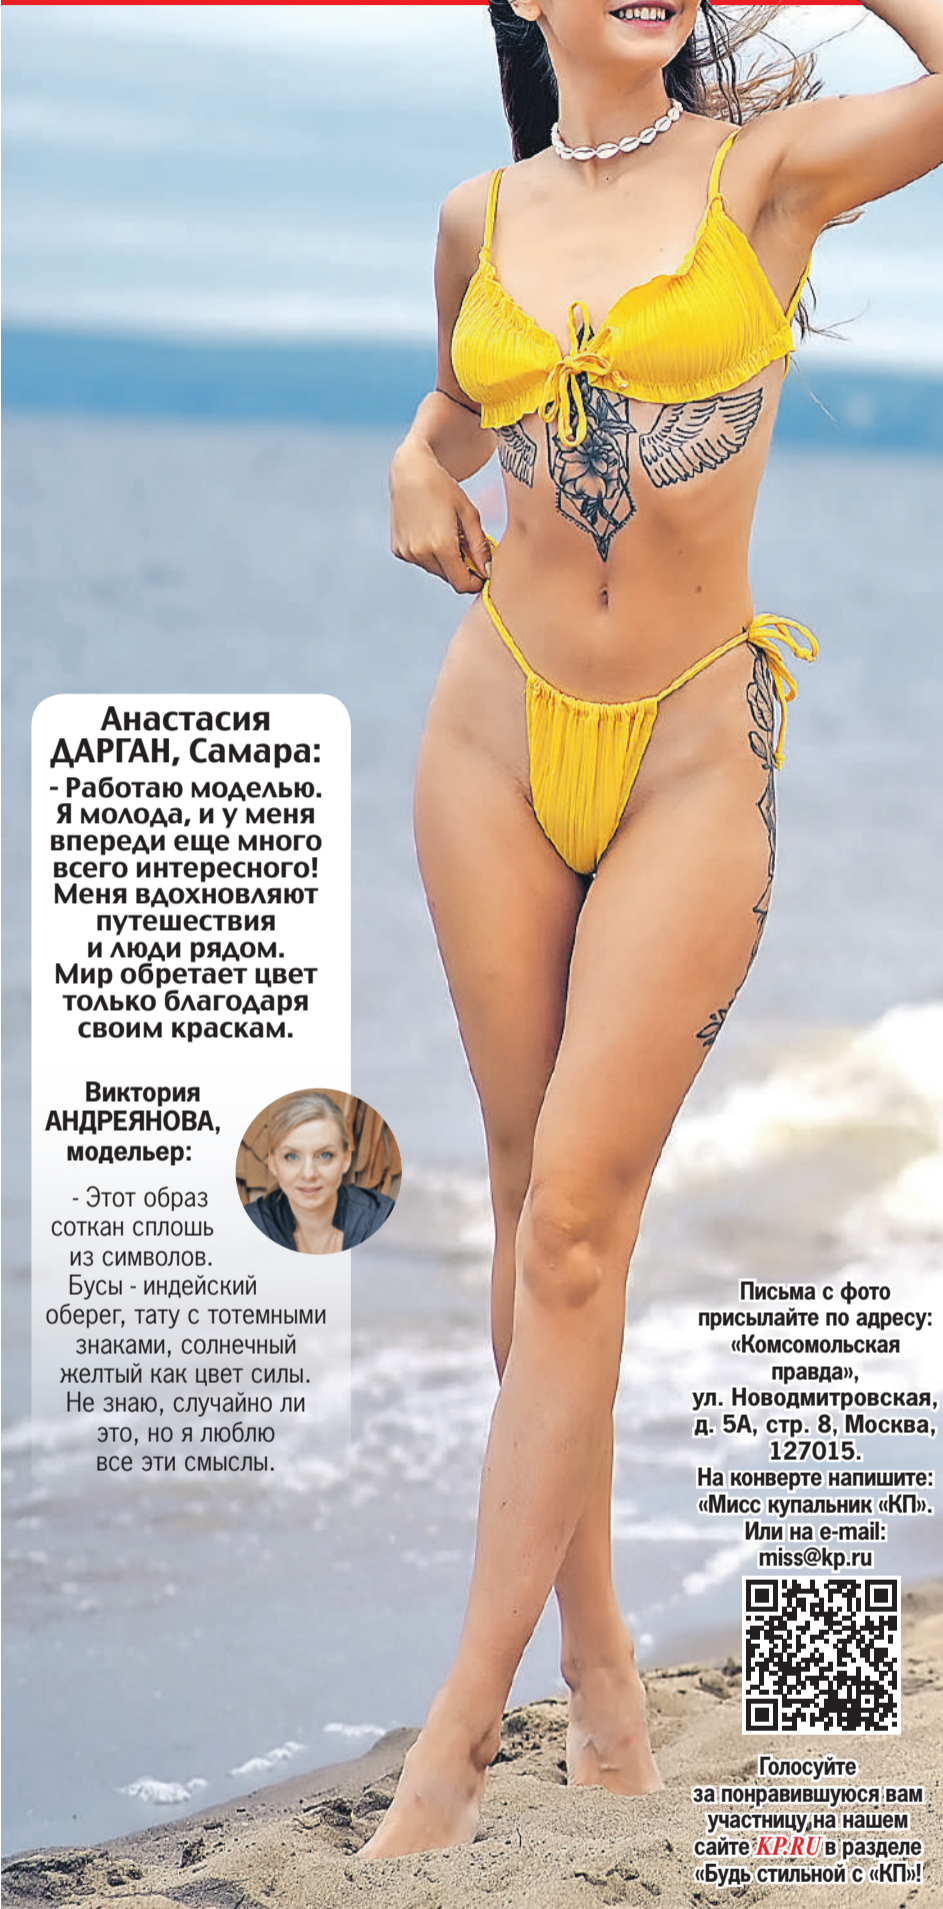 Анастасия
ДАРГАН, Самара:
- Работаю моделью.
Я молода, и у меня
впереди еще много
всего интересного!
Меня вдохновляют
путешествия
и люди рядом.
Мир обретает цвет
только благодаря
своим краскам.
Виктория
АНДРЕЯНОВА,
модельер:
- Этот образ
соткан сплошь
из символов.
Бусы - индейский
оберег, тату с тотемными
знаками, солнечный
желтый как цвет силы.
Не знаю, случайно ли
это, но я люблю
все эти смыслы.
Письма с фото
присылайте по адресу:
«Комсомольская
правда»,
ул. Новодмитровская,
д. 5А, стр. 8, Москва,
127015.
На конверте напишите:
«Мисс купальник «КП».
Или на e-mail:
miss@kp.ru
Голосуйте
за понравившуюся вам
участницу на нашем
сайте KP.RU в разделе
«Будь стильной с «КП»!